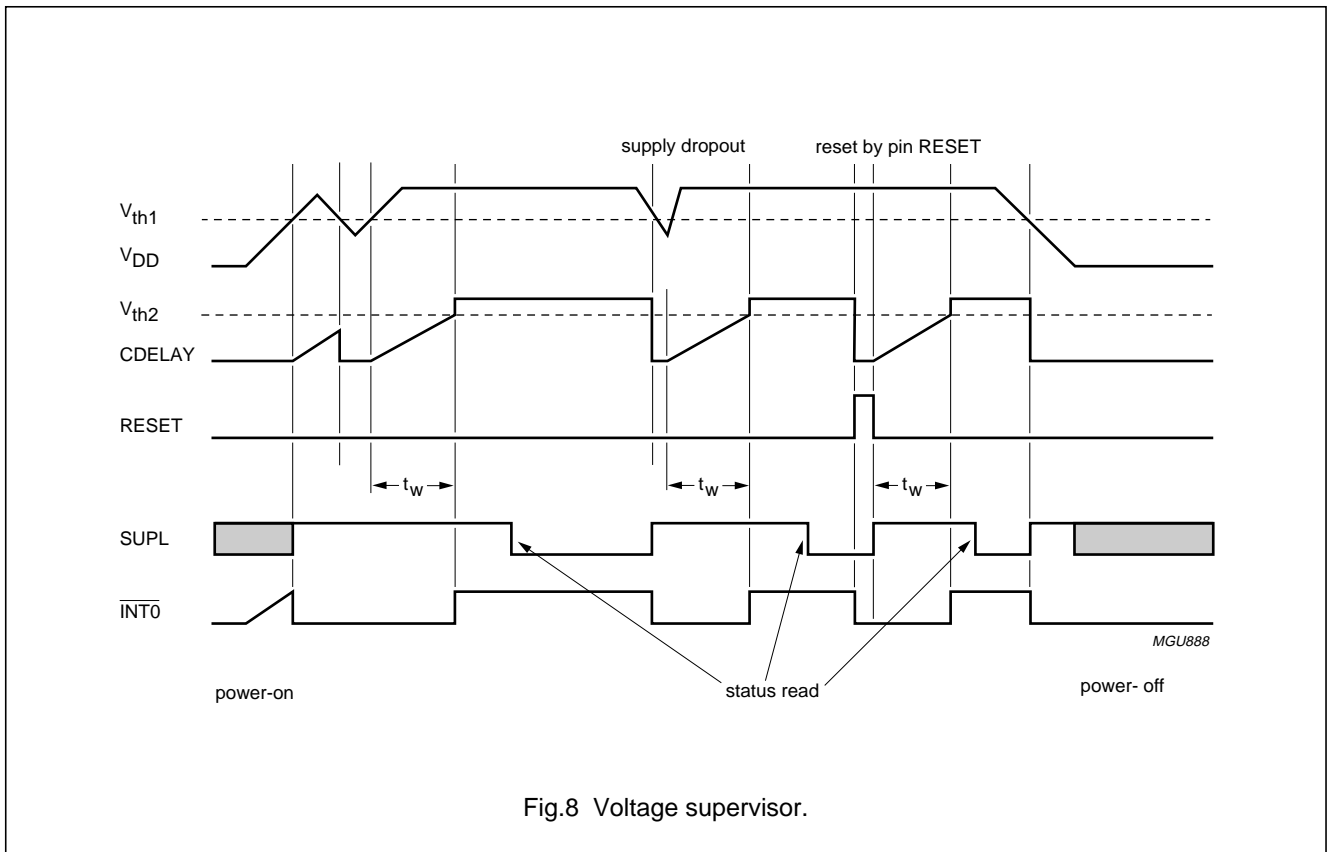 supply dropout
reset by pin RESET
Vth1
VDD
Vth2
CDELAY
RESET
tW
tW
tW
SUPL
INT0
MGU888
power-on
status read
power- off
Fig.8 Voltage supervisor.